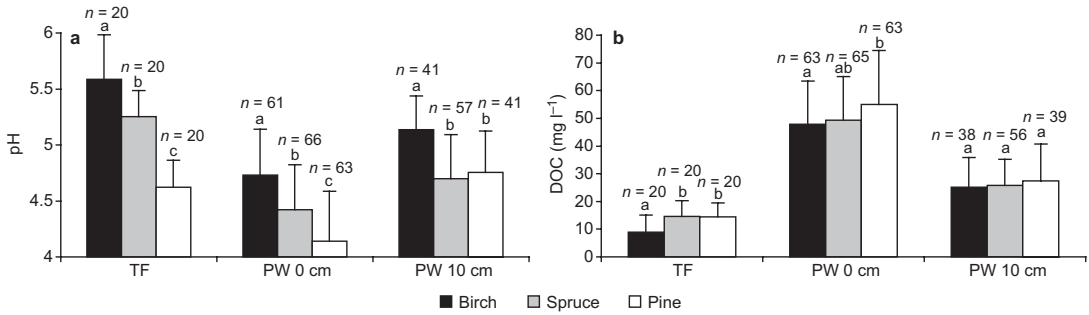 a
pH
6
5.5
5
4.5
4
n = 20
a
n = 20
b
n = 20
c
n = 61
a
n = 66
b
n = 63
c
n = 41
a
n = 57
b
n = 41
b
TF
PW 0 cm
PW 10 cm
b
DOC (mg l⁻¹)
80
70
60
50
40
30
20
10
0
n = 20
a
n = 20
b
n = 20
b
n = 63
a
n = 65
ab
n = 63
b
n = 38
a
n = 56
a
n = 39
a
TF
PW 0 cm
PW 10 cm
Birch Spruce Pine